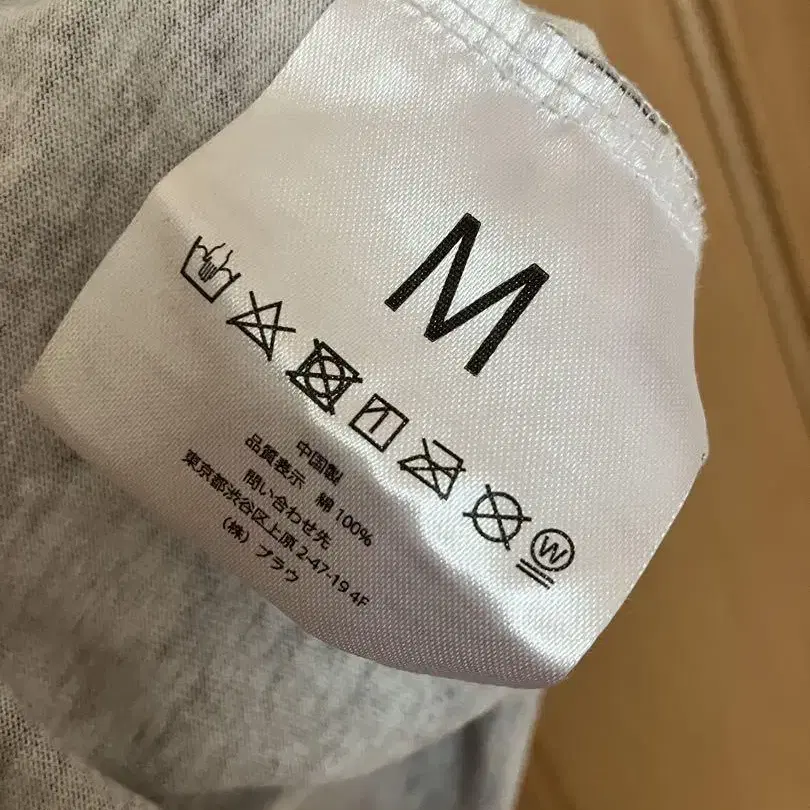 M
W
中国製
品質表示 綿 100%
問い合わせ先
東京都渋谷区上原 2-47-19 4F
(株) ブラウ